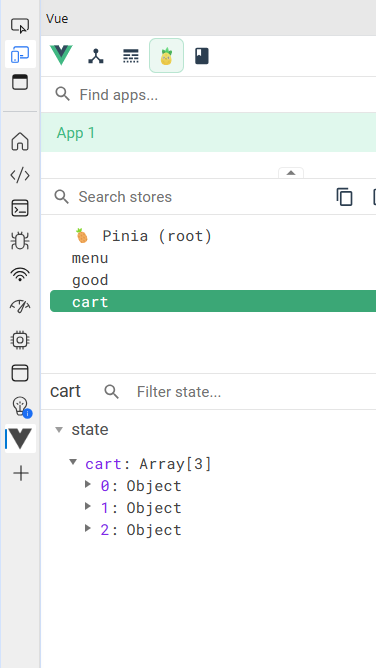 Vue
Find apps...
App 1
Search stores
Pinia (root)
menu
good
cart
cart Filter state...
state
cart: Array[3]
0: Object
1: Object
2: Object